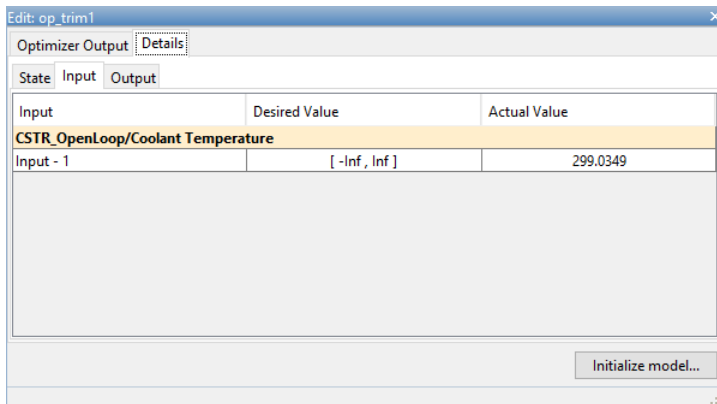 Edit: op_trim1
Optimizer Output Details
State Input Output
Input Desired Value Actual Value
CSTR_OpenLoop/Coolant Temperature
Input - 1 [ -Inf , Inf ] 299.0349
Initialize model...